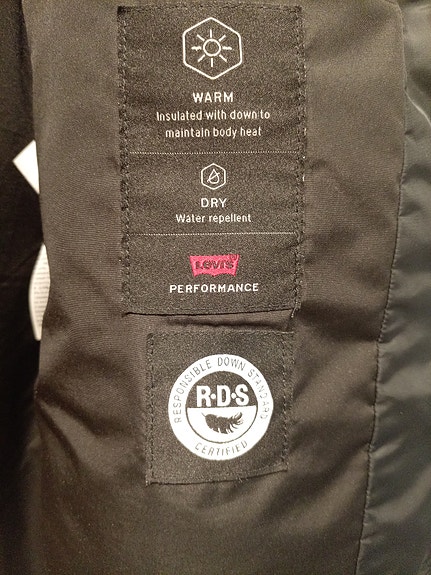 WARM
Insulated with down to
maintain body heat
DRY
Water repellent
Levi's
PERFORMANCE
RESPONSIBLE DOWN STANDARD
R·D·S
CERTIFIED